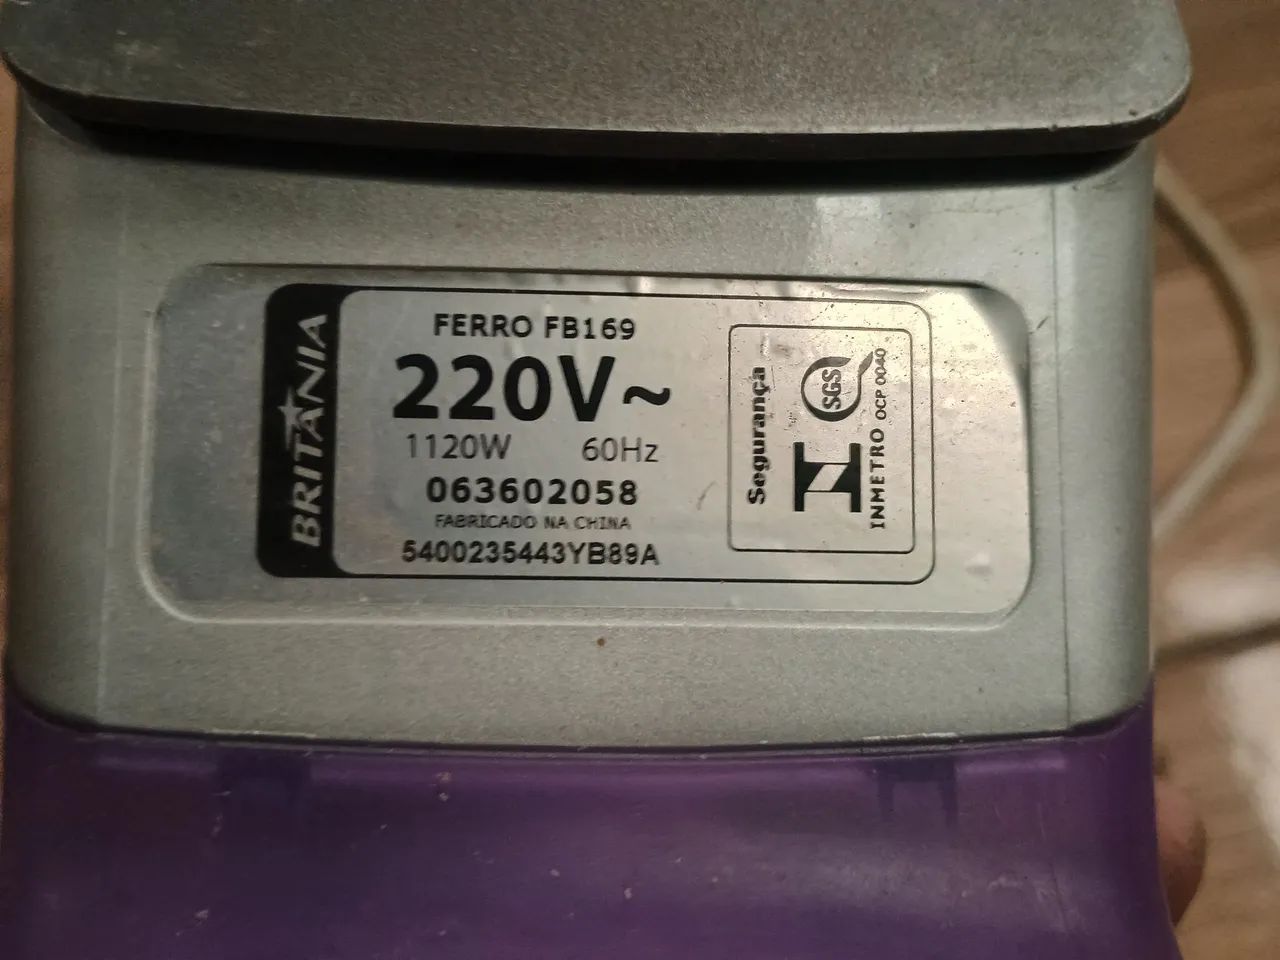 BRITANIA
FERRO FB169
220V~
1120W 60Hz
063602058
FABRICADO NA CHINA
5400235443YB89A
Segurança
SGS
INMETRO OCP 0040